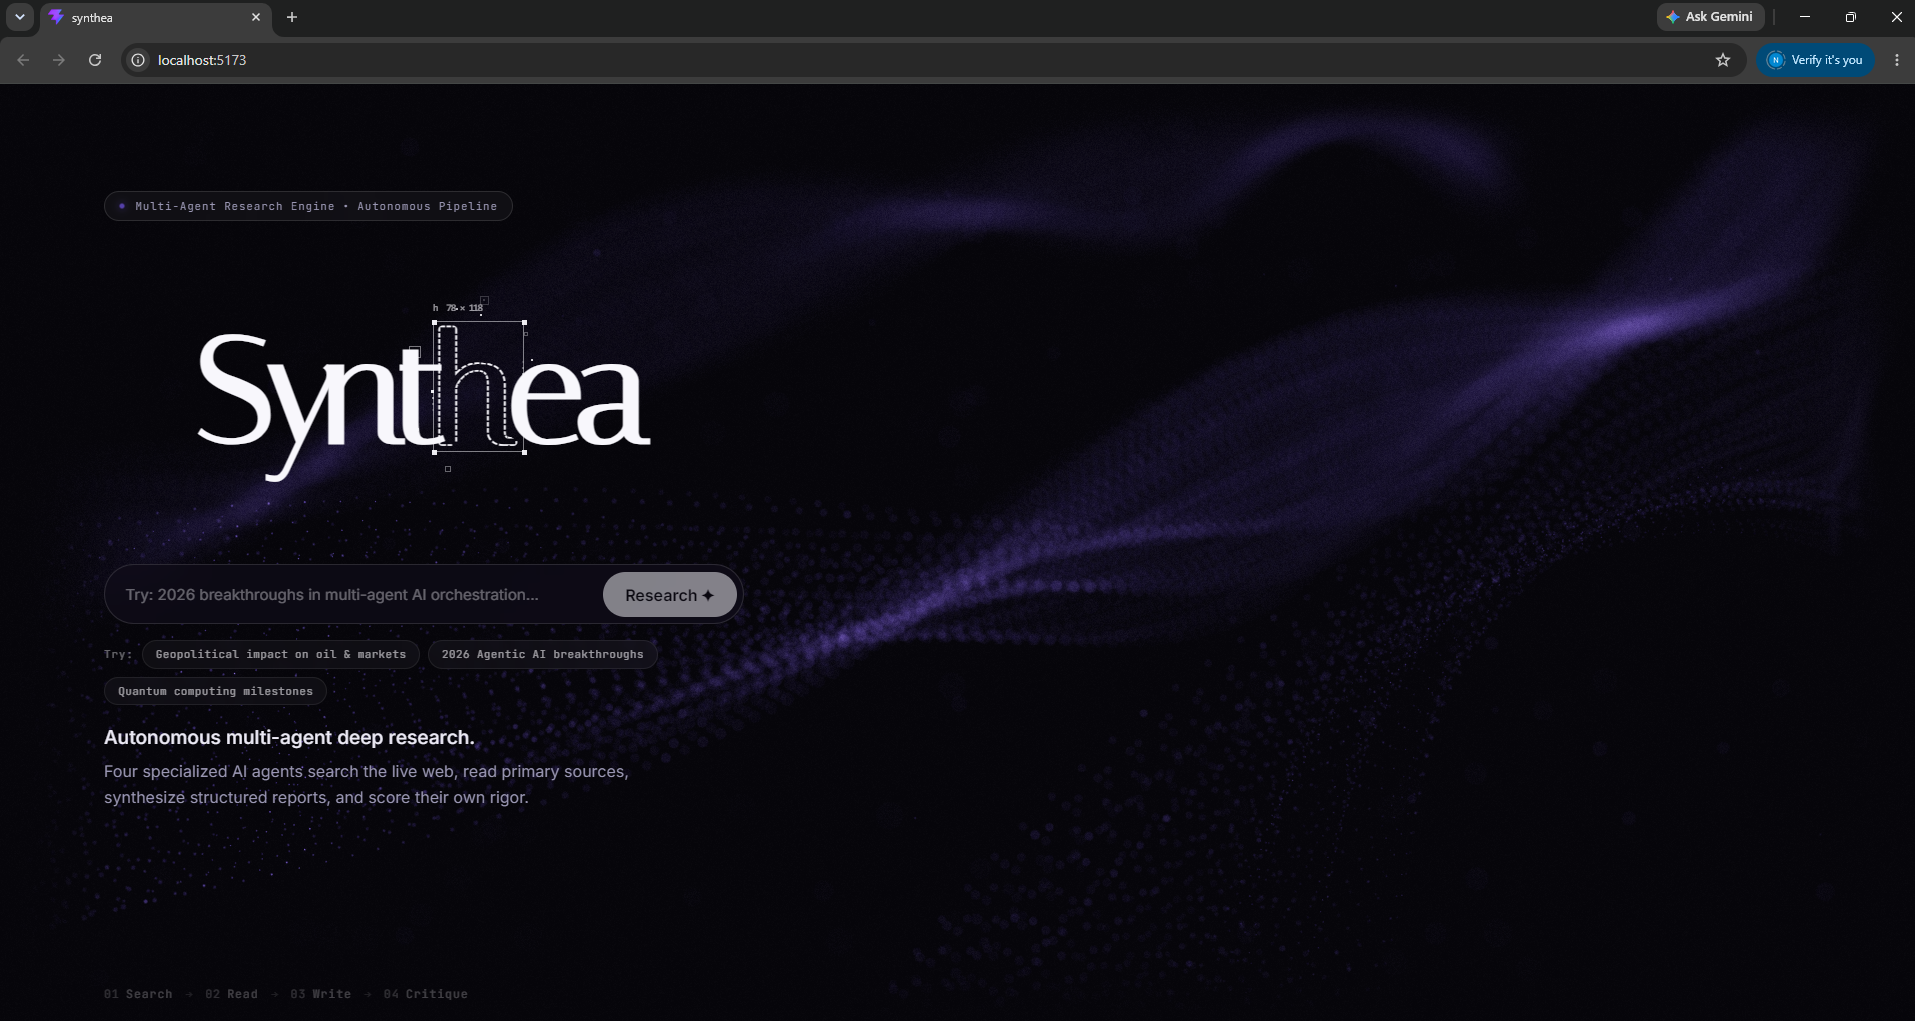 synthea
Ask Gemini
localhost:5173
N
Verify it's you
Multi-Agent Research Engine • Autonomous Pipeline
h 78 × 118
Synthea
Try: 2026 breakthroughs in multi-agent AI orchestration...
Research ✦
Try:
Geopolitical impact on oil & markets
2026 Agentic AI breakthroughs
Quantum computing milestones
Autonomous multi-agent deep research.
Four specialized AI agents search the live web, read primary sources,
synthesize structured reports, and score their own rigor.
01 Search → 02 Read → 03 Write → 04 Critique